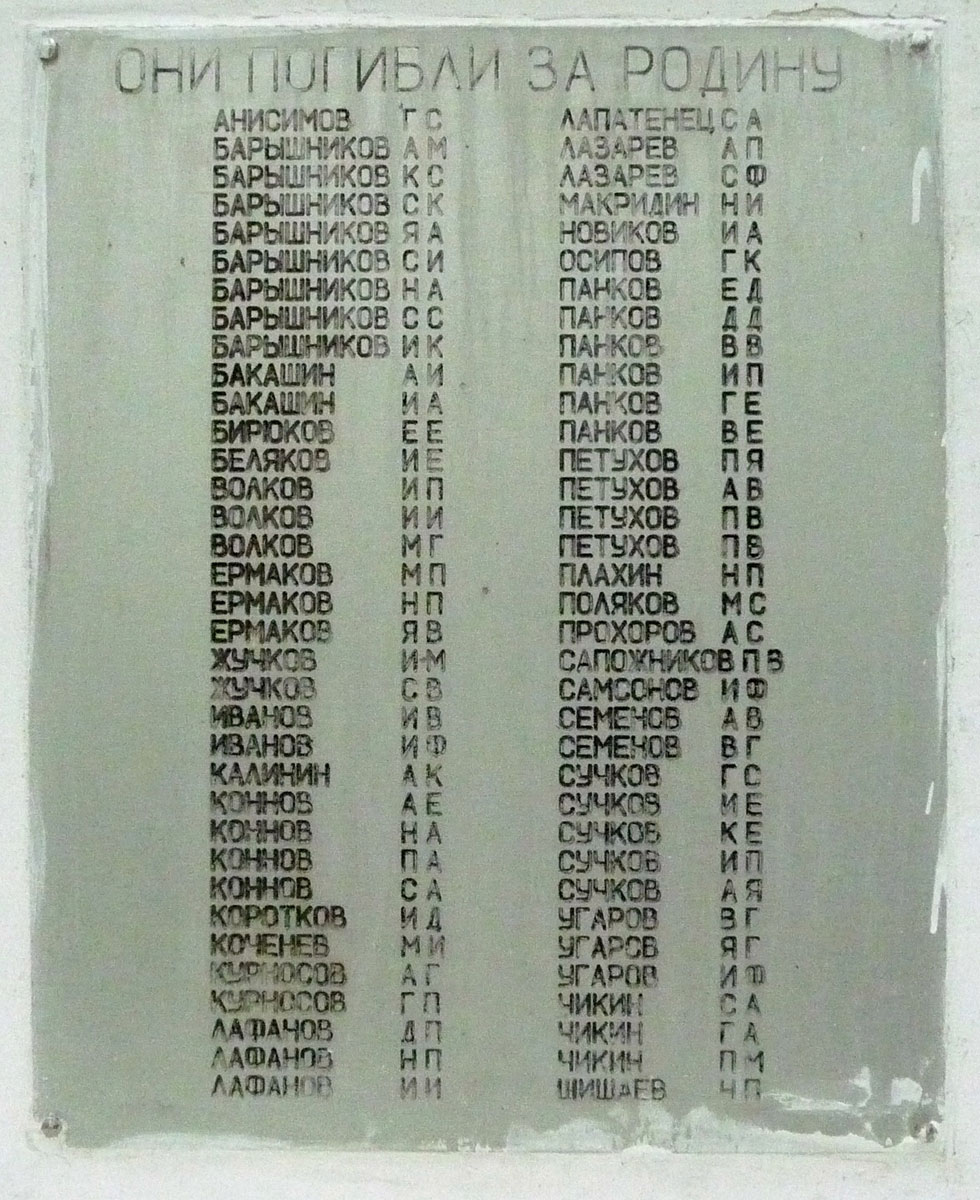 ОНИ ПОГИБЛИ ЗА РОДИНУ
АНИСИМОВ Г С
БАРЫШНИКОВ А М
БАРЫШНИКОВ К С
БАРЫШНИКОВ С К
БАРЫШНИКОВ Я А
БАРЫШНИКОВ С И
БАРЫШНИКОВ Н А
БАРЫШНИКОВ С С
БАРЫШНИКОВ И К
БАКАШИН А И
БАКАШИН И А
БИРЮКОВ Е Е
БЕЛЯКОВ И Е
ВОЛКОВ И П
ВОЛКОВ И И
ВОЛКОВ М Г
ЕРМАКОВ М П
ЕРМАКОВ Н П
ЕРМАКОВ Я В
ЖУЧКОВ И М
ЖУЧКОВ С В
ИВАНОВ И В
ИВАНОВ И Ф
КАЛИНИН А К
КОННОВ А Е
КОННОВ Н А
КОННОВ П А
КОННОВ С А
КОРОТКОВ И Д
КОЧЕНЕВ М И
КУРНОСОВ А Г
КУРНОСОВ Г П
ЛАФАНОВ Д П
ЛАФАНОВ Н П
ЛАФАНОВ И И
ЛАПАТЕНЕЦ С А
ЛАЗАРЕВ А П
ЛАЗАРЕВ С Ф
МАКРИДИН Н И
НОВИКОВ И А
ОСИПОВ Г К
ПАНКОВ Е Д
ПАНКОВ Д Д
ПАНКОВ В В
ПАНКОВ И П
ПАНКОВ Г Е
ПАНКОВ В Е
ПЕТУХОВ П Я
ПЕТУХОВ А В
ПЕТУХОВ П В
ПЕТУХОВ П В
ПЛАХИН Н П
ПОЛЯКОВ М С
ПРОХОРОВ А С
САПОЖНИКОВ П В
САМСОНОВ И Ф
СЕМЕНОВ А В
СЕМЕНОВ В Г
СУЧКОВ Г С
СУЧКОВ И Е
СУЧКОВ К Е
СУЧКОВ И П
СУЧКОВ А Я
УГАРОВ В Г
УГАРОВ Я Г
УГАРОВ И Ф
ЧИКИН С А
ЧИКИН Г А
ЧИКИН П М
ШИШАЕВ Ч П